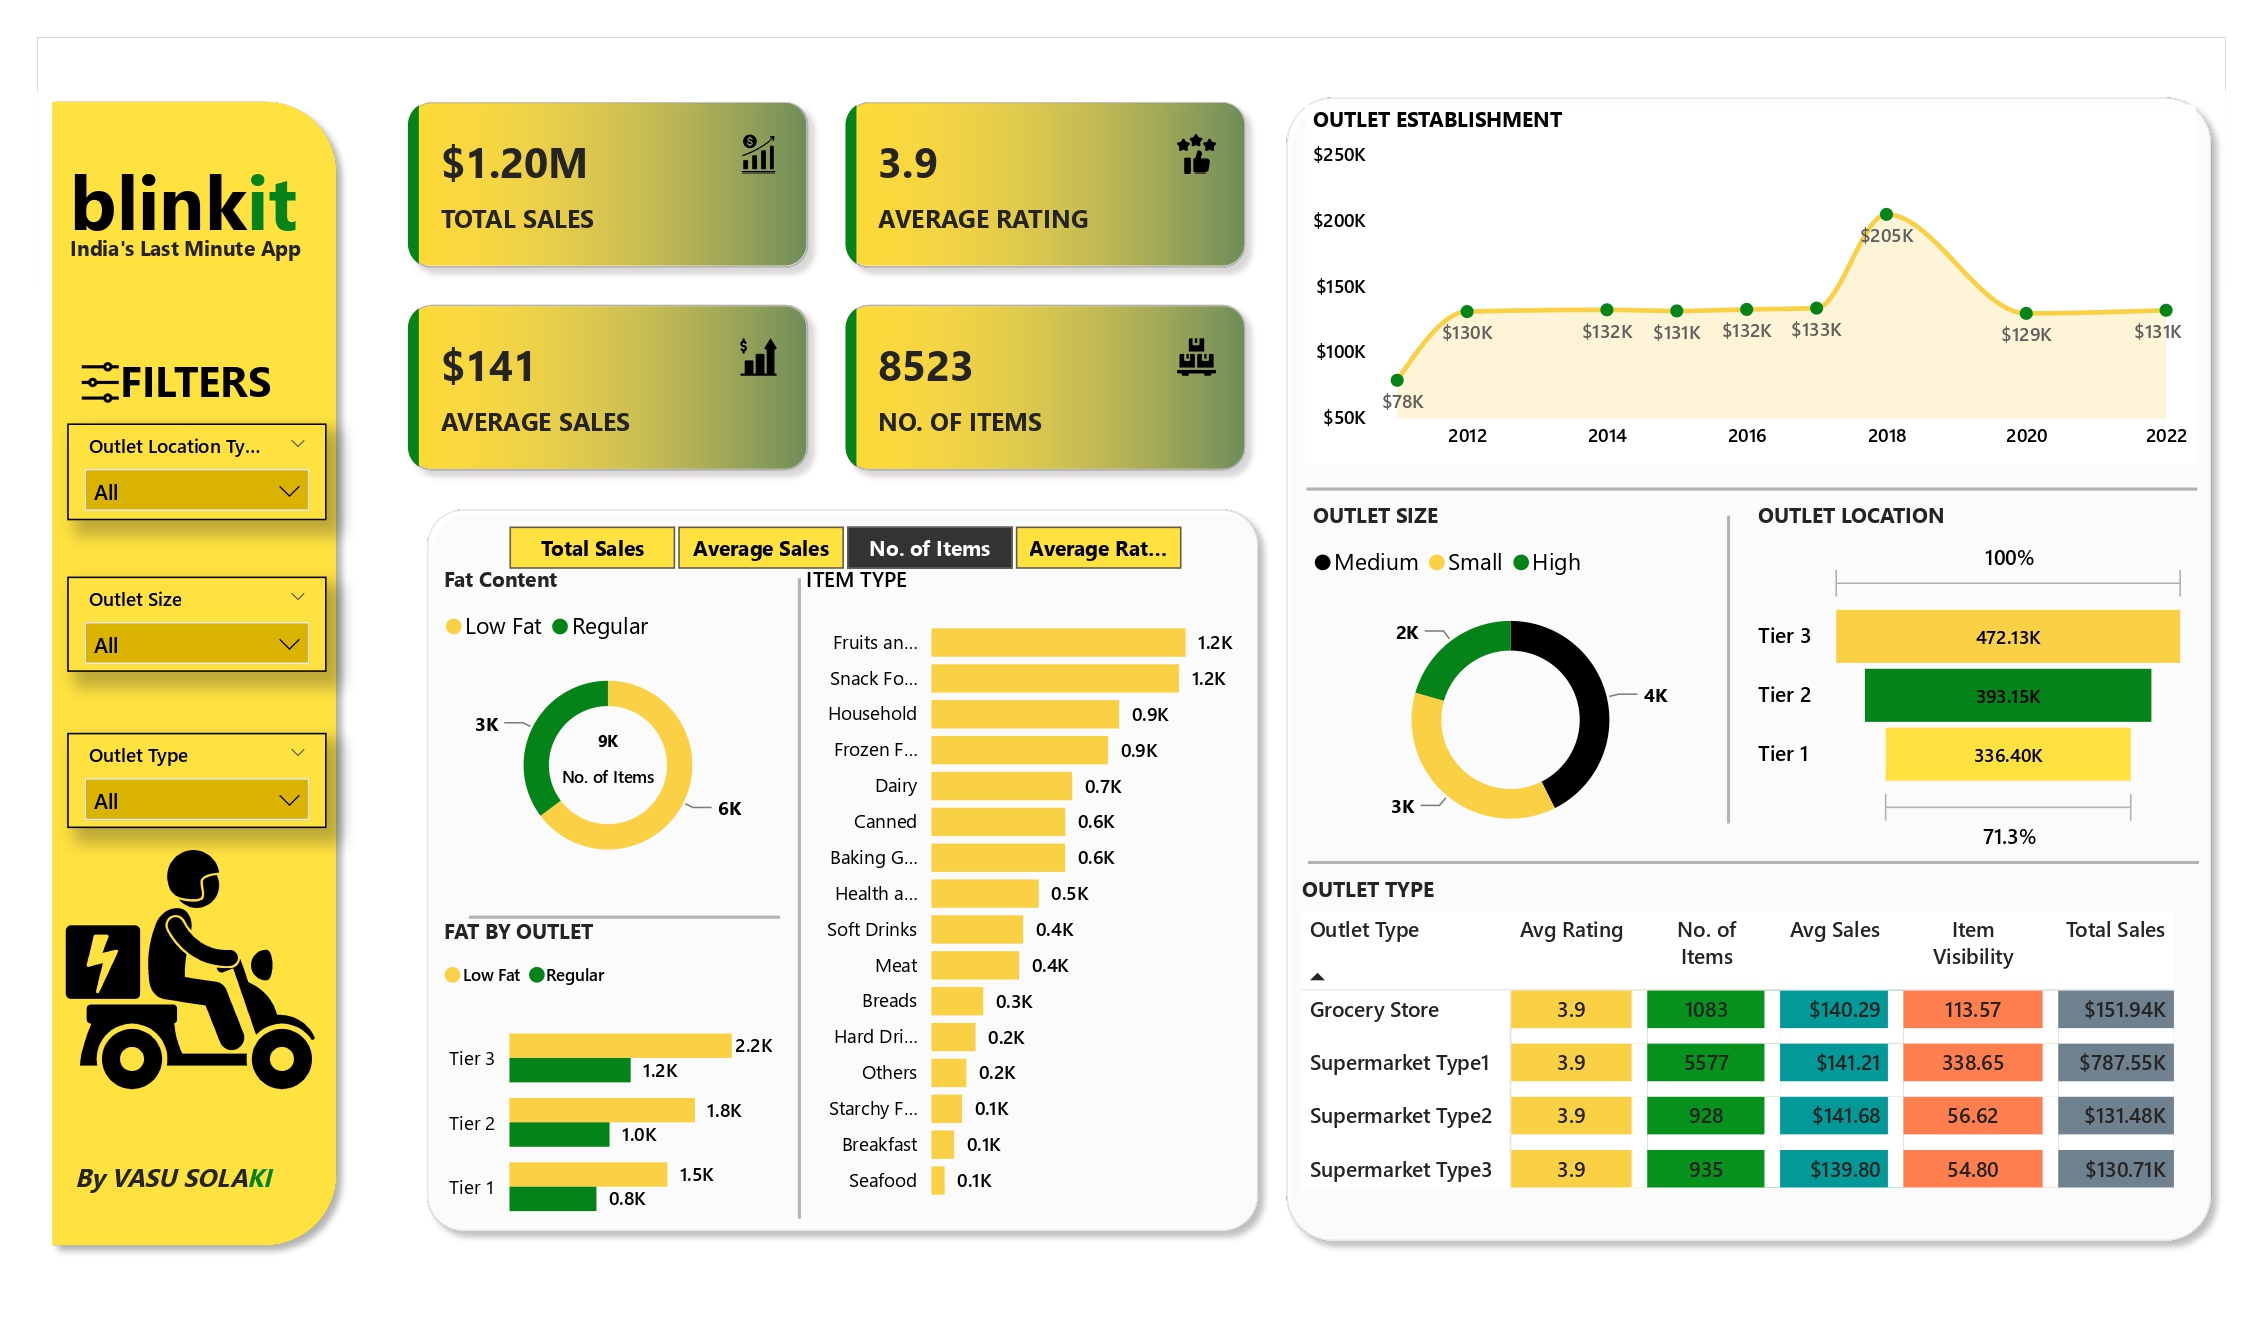 blinkit
India's Last Minute App
FILTERS
Outlet Location Ty...
All
Outlet Size
All
Outlet Type
All
By VASU SOLAKI
$1.20M
TOTAL SALES
3.9
AVERAGE RATING
$141
AVERAGE SALES
8523
NO. OF ITEMS
Total Sales
Average Sales
No. of Items
Average Rat...
Fat Content
Low Fat Regular
3K
9K
No. of Items
6K
FAT BY OUTLET
Low Fat Regular
Tier 3 2.2K
1.2K
Tier 2 1.8K
1.0K
Tier 1 1.5K
0.8K
ITEM TYPE
Fruits an... 1.2K
Snack Fo... 1.2K
Household 0.9K
Frozen F... 0.9K
Dairy 0.7K
Canned 0.6K
Baking G... 0.6K
Health a... 0.5K
Soft Drinks 0.4K
Meat 0.4K
Breads 0.3K
Hard Dri... 0.2K
Others 0.2K
Starchy F... 0.1K
Breakfast 0.1K
Seafood 0.1K
OUTLET ESTABLISHMENT
$250K
$200K
$150K
$100K
$50K
$78K $130K $132K $131K $132K $133K $205K $129K $131K
2012 2014 2016 2018 2020 2022
OUTLET SIZE
Medium Small High
2K
4K
3K
OUTLET LOCATION
100%
Tier 3 472.13K
Tier 2 393.15K
Tier 1 336.40K
71.3%
OUTLET TYPE
Outlet Type Avg Rating No. of Items Avg Sales Item Visibility Total Sales
Grocery Store 3.9 1083 $140.29 113.57 $151.94K
Supermarket Type1 3.9 5577 $141.21 338.65 $787.55K
Supermarket Type2 3.9 928 $141.68 56.62 $131.48K
Supermarket Type3 3.9 935 $139.80 54.80 $130.71K